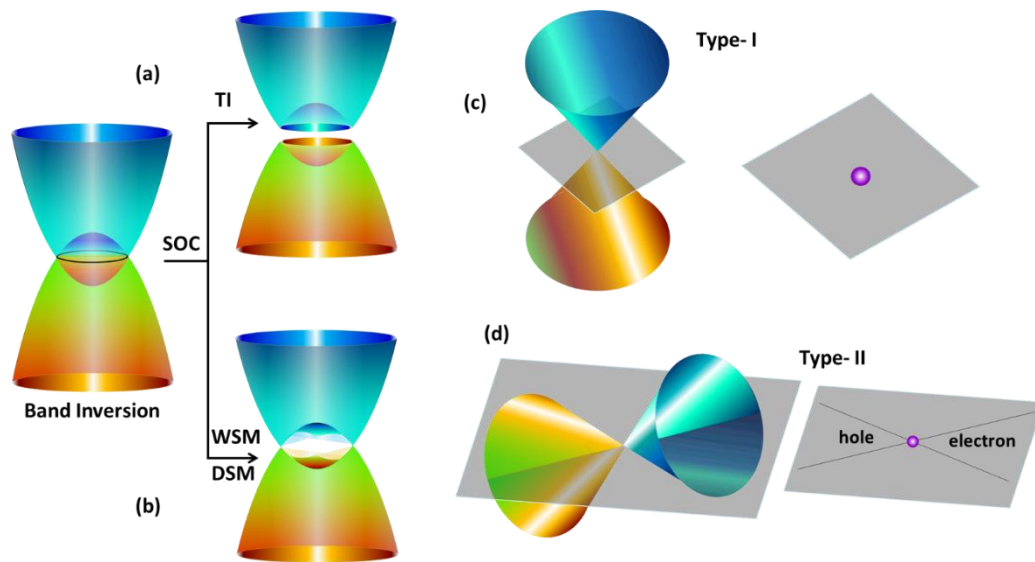 (a)
TI
SOC
Band Inversion
WSM
DSM
(b)
Type- I
(c)
(d)
Type- II
hole
electron